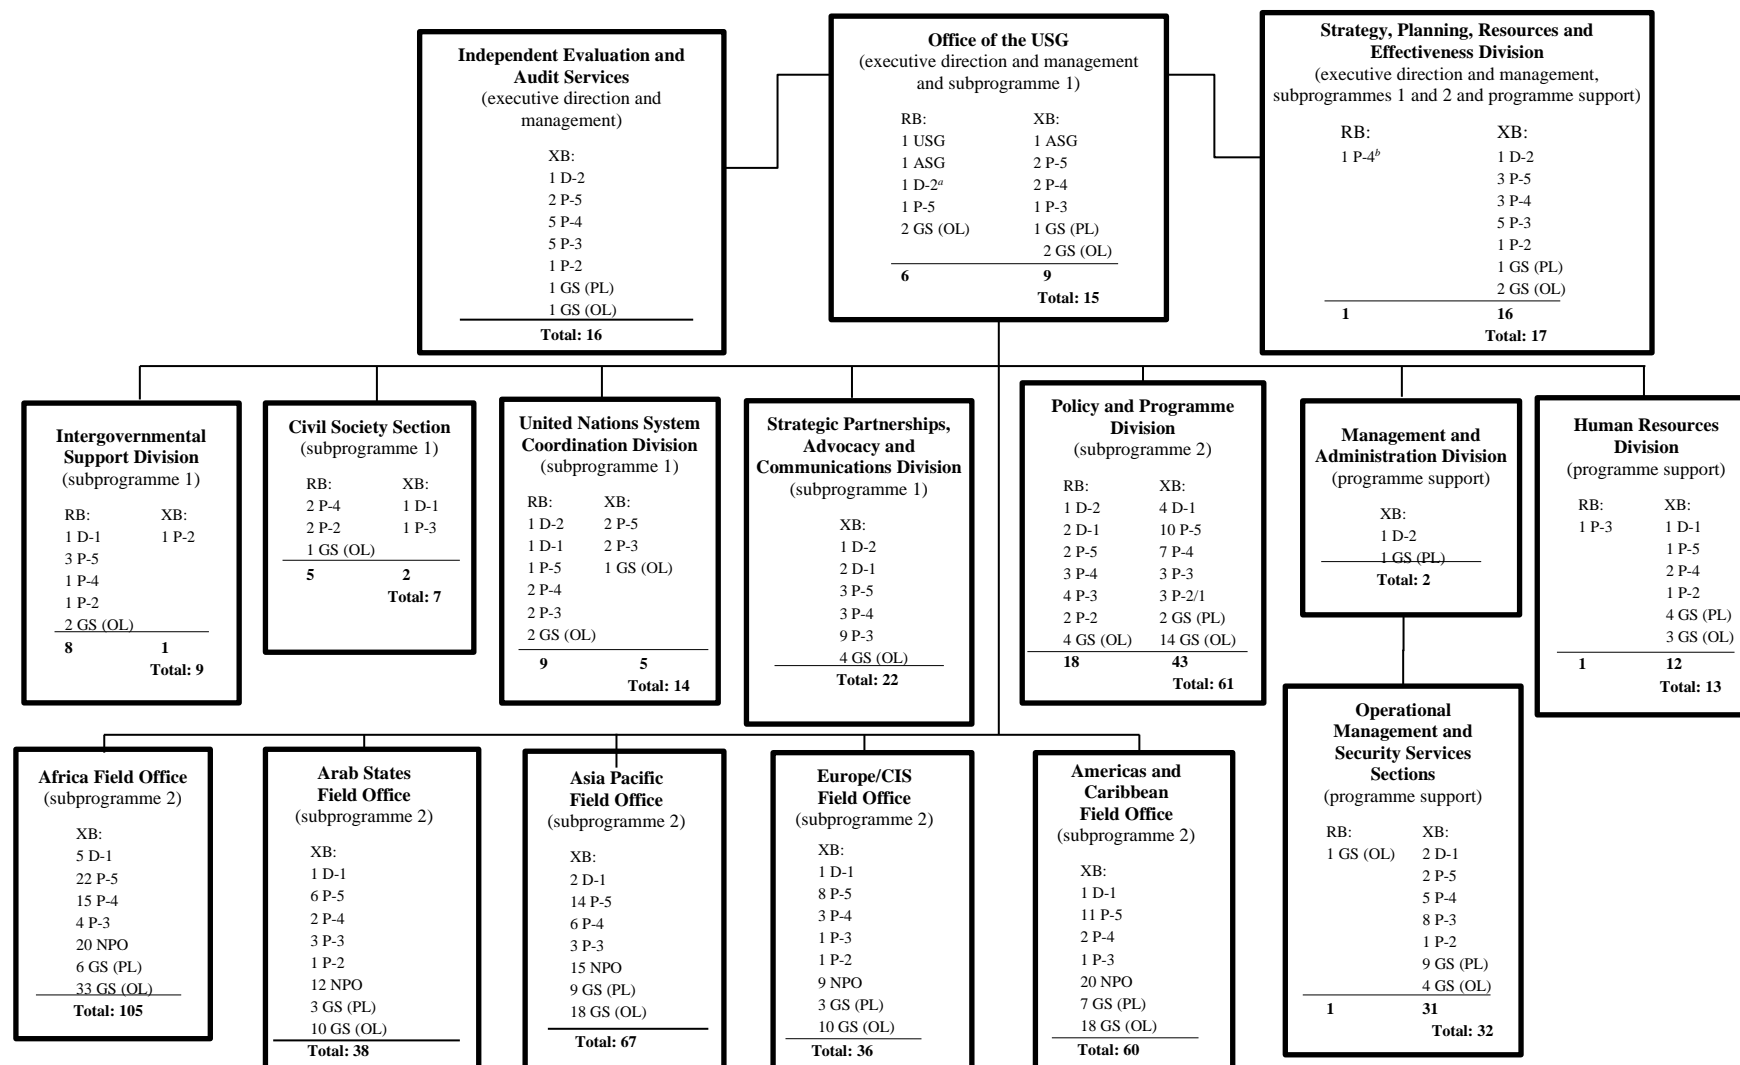 Independent Evaluation and
Audit Services
(executive direction and
management)
XB:
1 D-2
2 P-5
5 P-4
5 P-3
1 P-2
1 GS (PL)
1 GS (OL)
Total: 16
Office of the USG
(executive direction and management
and subprogramme 1)
RB: XB:
1 USG 1 ASG
1 ASG 2 P-5
1 D-2a 2 P-4
1 P-5 1 P-3
2 GS (OL) 1 GS (PL)
2 GS (OL)
6 9
Total: 15
Strategy, Planning, Resources and
Effectiveness Division
(executive direction and management,
subprogrammes 1 and 2 and programme support)
RB: XB:
1 P-4b 1 D-2
3 P-5
3 P-4
5 P-3
1 P-2
1 GS (PL)
2 GS (OL)
1 16
Total: 17
Intergovernmental
Support Division
(subprogramme 1)
RB: XB:
1 D-1 1 P-2
3 P-5
1 P-4
1 P-2
2 GS (OL)
8 1
Total: 9
Civil Society Section
(subprogramme 1)
RB: XB:
2 P-4 1 D-1
2 P-2 1 P-3
1 GS (OL)
5 2
Total: 7
United Nations System
Coordination Division
(subprogramme 1)
RB: XB:
1 D-2 2 P-5
1 D-1 2 P-3
1 P-5 1 GS (OL)
2 P-4
2 P-3
2 GS (OL)
9 5
Total: 14
Strategic Partnerships,
Advocacy and
Communications Division
(subprogramme 1)
XB:
1 D-2
2 D-1
3 P-5
3 P-4
9 P-3
4 GS (OL)
Total: 22
Policy and Programme
Division
(subprogramme 2)
RB: XB:
1 D-2 4 D-1
2 D-1 10 P-5
2 P-5 7 P-4
3 P-4 3 P-3
4 P-3 3 P-2/1
2 P-2 2 GS (PL)
4 GS (OL) 14 GS (OL)
18 43
Total: 61
Management and
Administration Division
(programme support)
XB:
1 D-2
1 GS (PL)
Total: 2
Human Resources
Division
(programme support)
RB: XB:
1 P-3 1 D-1
1 P-5
2 P-4
1 P-2
4 GS (PL)
3 GS (OL)
1 12
Total: 13
Africa Field Office
(subprogramme 2)
XB:
5 D-1
22 P-5
15 P-4
4 P-3
20 NPO
6 GS (PL)
33 GS (OL)
Total: 105
Arab States
Field Office
(subprogramme 2)
XB:
1 D-1
6 P-5
2 P-4
3 P-3
1 P-2
12 NPO
3 GS (PL)
10 GS (OL)
Total: 38
Asia Pacific
Field Office
(subprogramme 2)
XB:
2 D-1
14 P-5
6 P-4
3 P-3
15 NPO
9 GS (PL)
18 GS (OL)
Total: 67
Europe/CIS
Field Office
(subprogramme 2)
XB:
1 D-1
8 P-5
3 P-4
1 P-3
1 P-2
9 NPO
3 GS (PL)
10 GS (OL)
Total: 36
Americas and
Caribbean
Field Office
(subprogramme 2)
XB:
1 D-1
11 P-5
2 P-4
1 P-3
20 NPO
7 GS (PL)
18 GS (OL)
Total: 60
Operational
Management and
Security Services
Sections
(programme support)
RB: XB:
1 GS (OL) 2 D-1
2 P-5
5 P-4
8 P-3
1 P-2
9 GS (PL)
4 GS (OL)
1 31
Total: 32